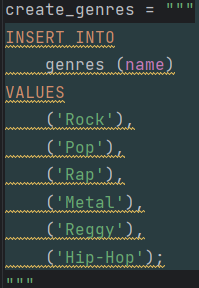 create_genres = """
INSERT INTO
    genres (name)
VALUES
    ('Rock'),
    ('Pop'),
    ('Rap'),
    ('Metal'),
    ('Reggy'),
    ('Hip-Hop');
"""